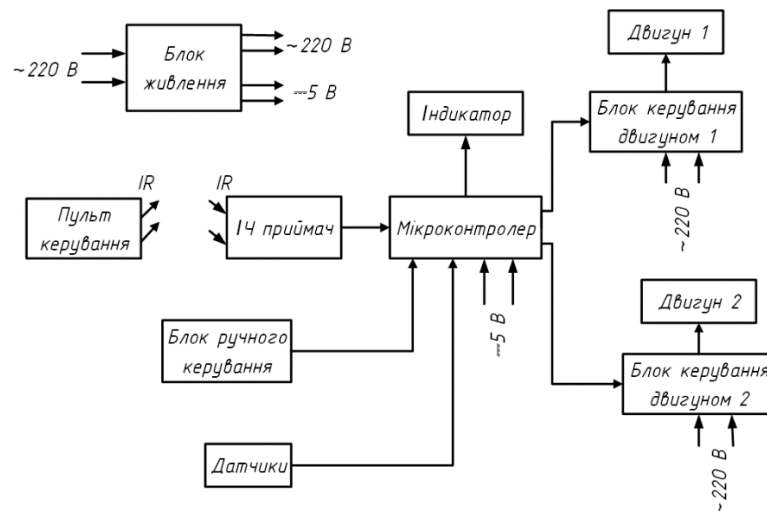 ~220 В
Блок
живлення
~220 В
⎓5 В
Двигун 1
Блок керування
двигуном 1
~220 В
Індикатор
IR
IR
Пульт
керування
ІЧ приймач
Мікроконтролер
⎓5 В
Блок ручного
керування
Двигун 2
Блок керування
двигуном 2
~220 В
Датчики